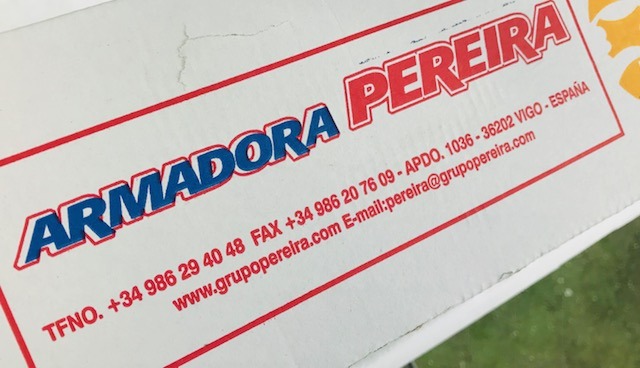 ARMADORA PEREIRA
TFNO. +34 986 29 40 48 FAX +34 986 20 76 09 - APDO. 1036 - 36202 VIGO - ESPAÑA
www.grupopereira.com E-mail:pereira@grupopereira.com